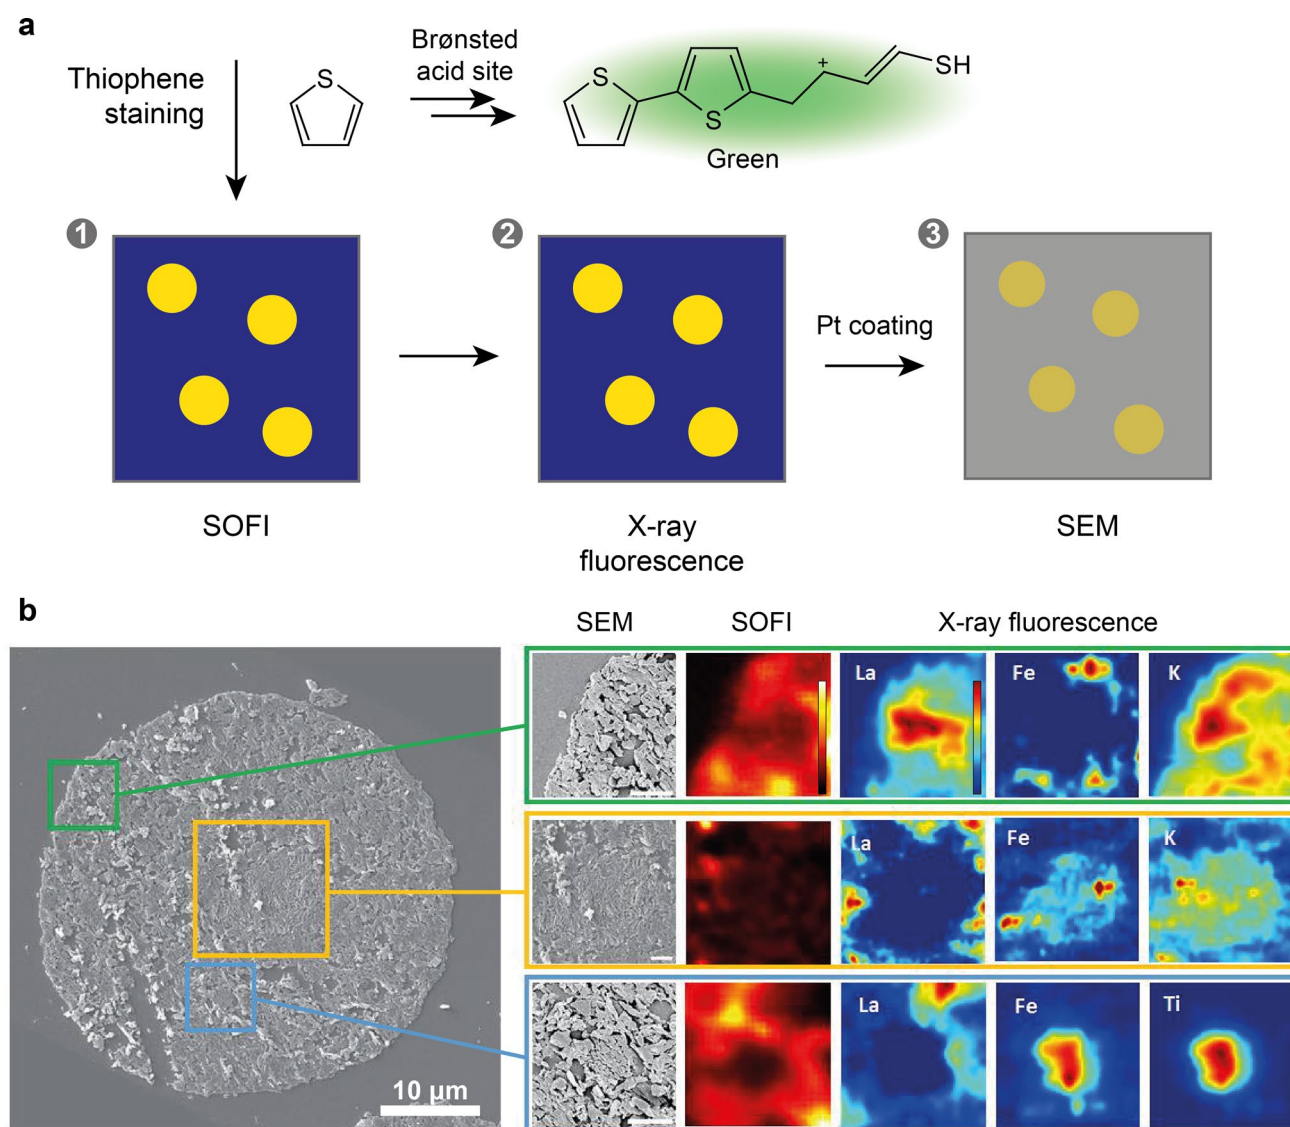 a
Thiophene
staining
S
Brønsted
acid site
S
S
+
SH
Green
1
2
3
Pt coating
SOFI
X-ray
fluorescence
SEM
b
SEM
SOFI
X-ray fluorescence
La
Fe
K
La
Fe
K
La
Fe
Ti
10 µm